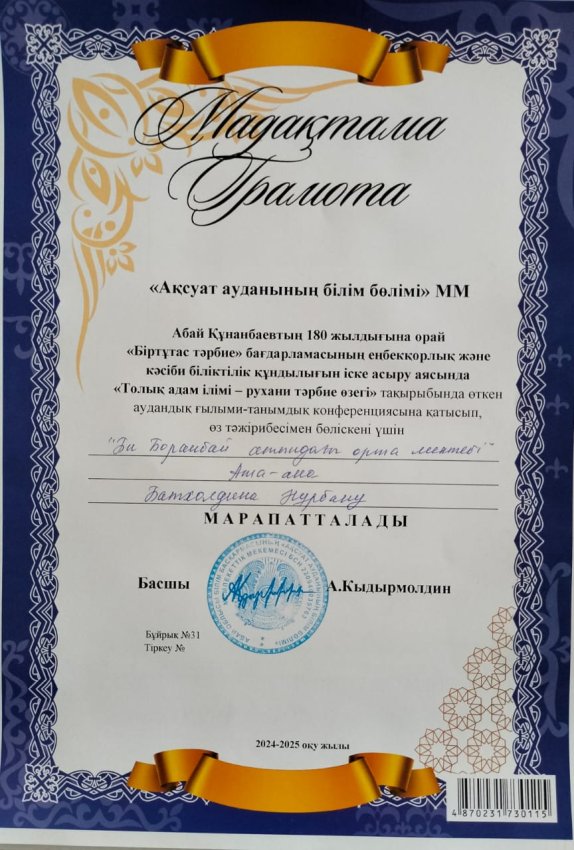 Мадақтама
Грамота
«Ақсуат ауданының білім бөлімі» ММ
Абай Құнанбаевтың 180 жылдығына орай
«Біртұтас тәрбие» бағдарламасының еңбекқорлық және
кәсіби біліктілік құндылығын іске асыру аясында
«Толық адам ілімі – рухани тәрбие өзегі» тақырыбында өткен
аудандық ғылыми-танымдық конференциясына қатысып,
өз тәжірибесімен бөліскені үшін
"Би Боранбай атындағы орта мектебі"
Ата-ана
Батхолдина Нұрбану
МАРАПАТТАЛАДЫ
Басшы А.Кыдырмолдин
Бұйрық №31
Тіркеу №
2024-2025 оқу жылы
4 870231 730115